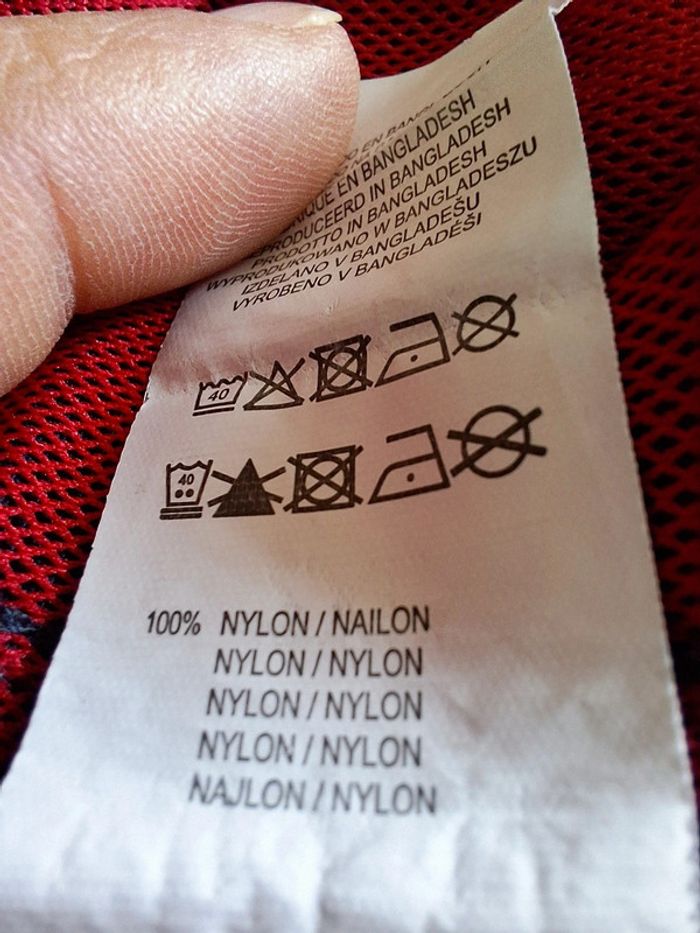 EN BANGLADESH
PRODUCEERD IN BANGLADESH
PRODOTTO IN BANGLADESH
WYPRODUKOWANO W BANGLADESZU
IZDELANO V BANGLADEŠU
VYROBENO V BANGLADÉŠI
40
40
100% NYLON / NAILON
NYLON / NYLON
NYLON / NYLON
NYLON / NYLON
NAJLON / NYLON